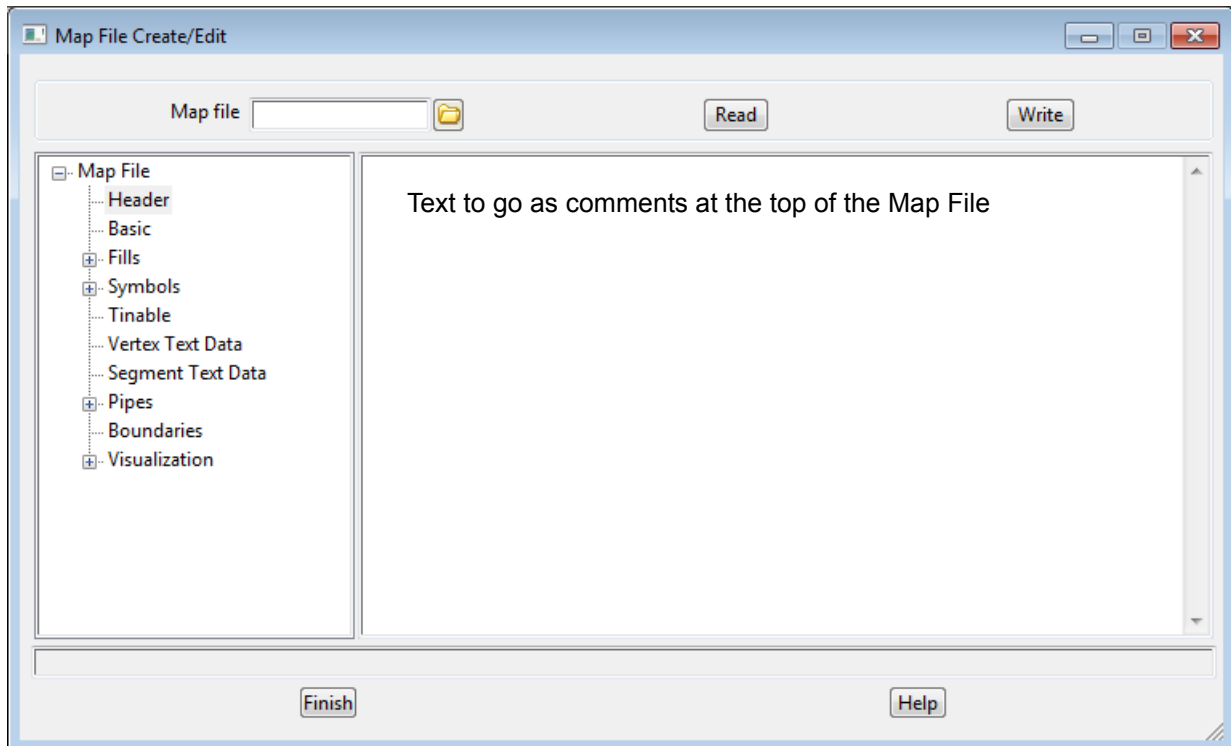 Map File Create/Edit
Map file
Read
Write
Map File
Header
Basic
Fills
Symbols
Tinable
Vertex Text Data
Segment Text Data
Pipes
Boundaries
Visualization
Text to go as comments at the top of the Map File
Finish
Help